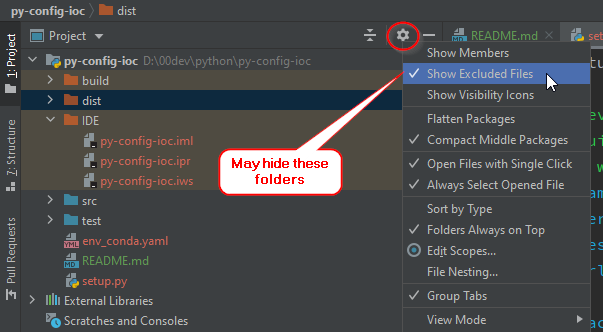 py-config-ioc
dist
Project
README.md
se
1: Project
Z: Structure
Pull Requests
py-config-ioc D:\00dev\python\py-config-ioc
build
dist
IDE
py-config-ioc.iml
py-config-ioc.ipr
py-config-ioc.iws
src
test
env_conda.yaml
README.md
setup.py
External Libraries
Scratches and Consoles
May hide these
folders
Show Members
Show Excluded Files
Show Visibility Icons
Flatten Packages
Compact Middle Packages
Open Files with Single Click
Always Select Opened File
Sort by Type
Folders Always on Top
Edit Scopes...
File Nesting...
Group Tabs
View Mode